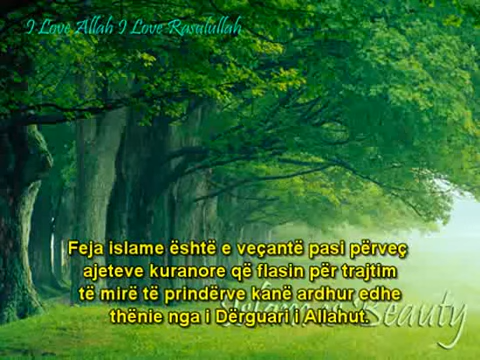 I Love Allah I Love Rasulullah
Feja islame është e veçantë pasi përveç
ajeteve kuranore që flasin për trajtim
të mirë të prindërve kanë ardhur edhe
thënie nga i Dërguari i Allahut.
Beauty